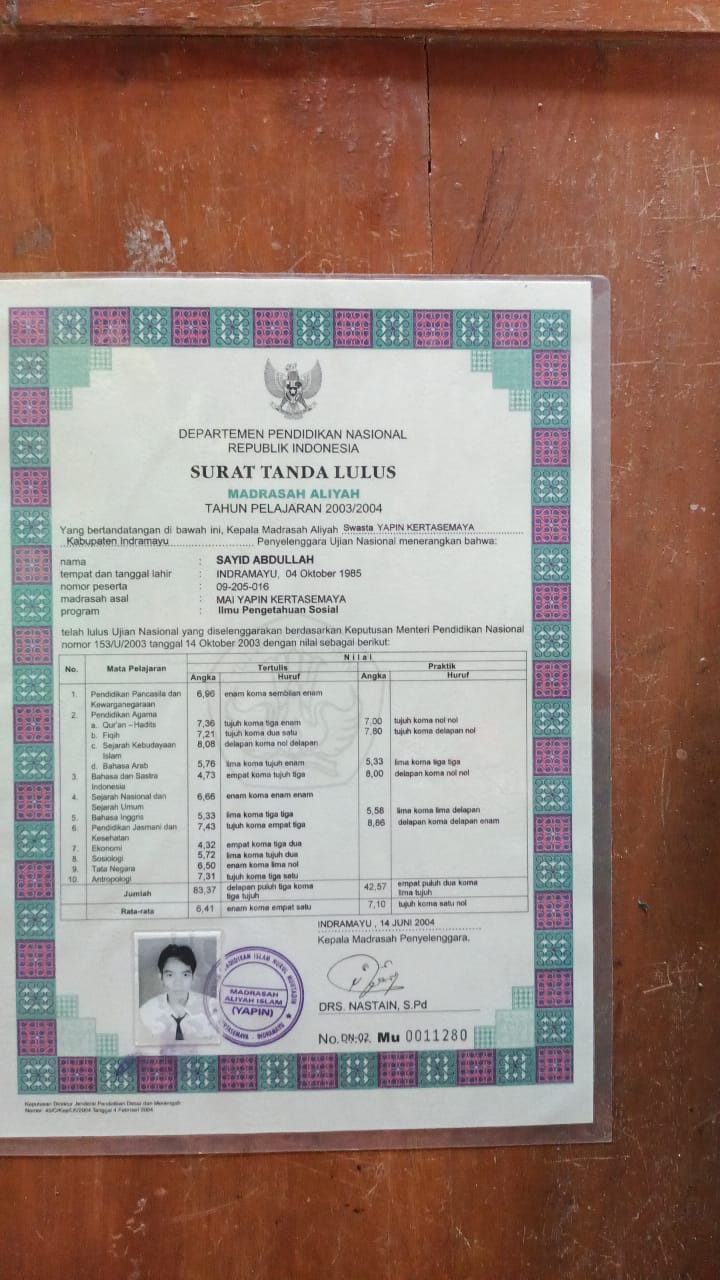 DEPARTEMEN PENDIDIKAN NASIONAL
REPUBLIK INDONESIA
SURAT TANDA LULUS
MADRASAH ALIYAH
TAHUN PELAJARAN 2003/2004
Yang bertandatangan di bawah ini, Kepala Madrasah Aliyah Swasta YAPIN KERTASEMAYA
Kabupaten Indramayu Penyelenggara Ujian Nasional menerangkan bahwa:
nama : SAYID ABDULLAH
tempat dan tanggal lahir : INDRAMAYU, 04 Oktober 1985
nomor peserta : 09-205-016
madrasah asal : MAI YAPIN KERTASEMAYA
program : Ilmu Pengetahuan Sosial
telah lulus Ujian Nasional yang diselenggarakan berdasarkan Keputusan Menteri Pendidikan Nasional
nomor 153/U/2003 tanggal 14 Oktober 2003 dengan nilai sebagai berikut:
Nilai
No. Mata Pelajaran Tertulis Praktik
Angka Huruf Angka Huruf
1. Pendidikan Pancasila dan 6,96 enam koma sembilan enam
Kewarganegaraan
2. Pendidikan Agama
a. Qur'an – Hadits 7,36 tujuh koma tiga enam 7,00 tujuh koma nol nol
b. Fiqih 7,21 tujuh koma dua satu 7,80 tujuh koma delapan nol
c. Sejarah Kebudayaan 8,08 delapan koma nol delapan
Islam
d. Bahasa Arab 5,76 lima koma tujuh enam 5,33 lima koma tiga tiga
3. Bahasa dan Sastra 4,73 empat koma tujuh tiga 8,00 delapan koma nol nol
Indonesia
4. Sejarah Nasional dan 6,66 enam koma enam enam
Sejarah Umum
5. Bahasa Inggris 5,33 lima koma tiga tiga 5,58 lima koma lima delapan
6. Pendidikan Jasmani dan 7,43 tujuh koma empat tiga 8,86 delapan koma delapan enam
Kesehatan
7. Ekonomi 4,32 empat koma tiga dua
8. Sosiologi 5,72 lima koma tujuh dua
9. Tata Negara 6,50 enam koma lima nol
10. Antropologi 7,31 tujuh koma tiga satu
Jumlah 83,37 delapan puluh tiga koma tiga tujuh 42,57 empat puluh dua koma lima tujuh
Rata-rata 6,41 enam koma empat satu 7,10 tujuh koma satu nol
INDRAMAYU, 14 JUNI 2004
Kepala Madrasah Penyelenggara,
MADRASAH
ALIYAH ISLAM
(YAPIN)
DRS. NASTAIN, S.Pd
No. DN-02. Mu 0011280
Keputusan Direktur Jenderal Pendidikan Dasar dan Menengah